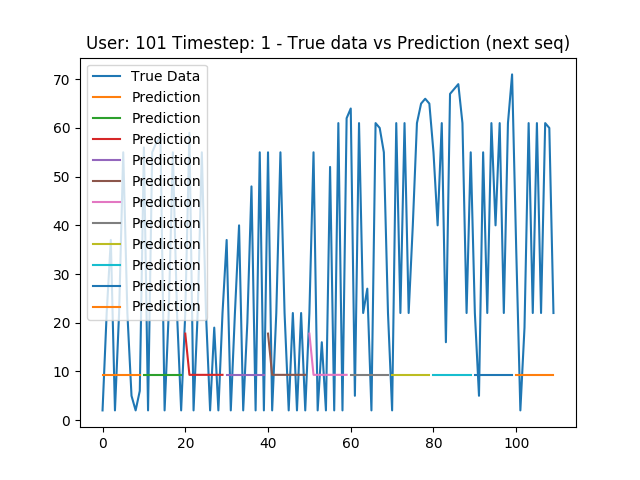 User: 101 Timestep: 1 - True data vs Prediction (next seq)
True Data
Prediction
Prediction
Prediction
Prediction
Prediction
Prediction
Prediction
Prediction
Prediction
Prediction
Prediction
70
60
50
40
30
20
10
0
0 20 40 60 80 100